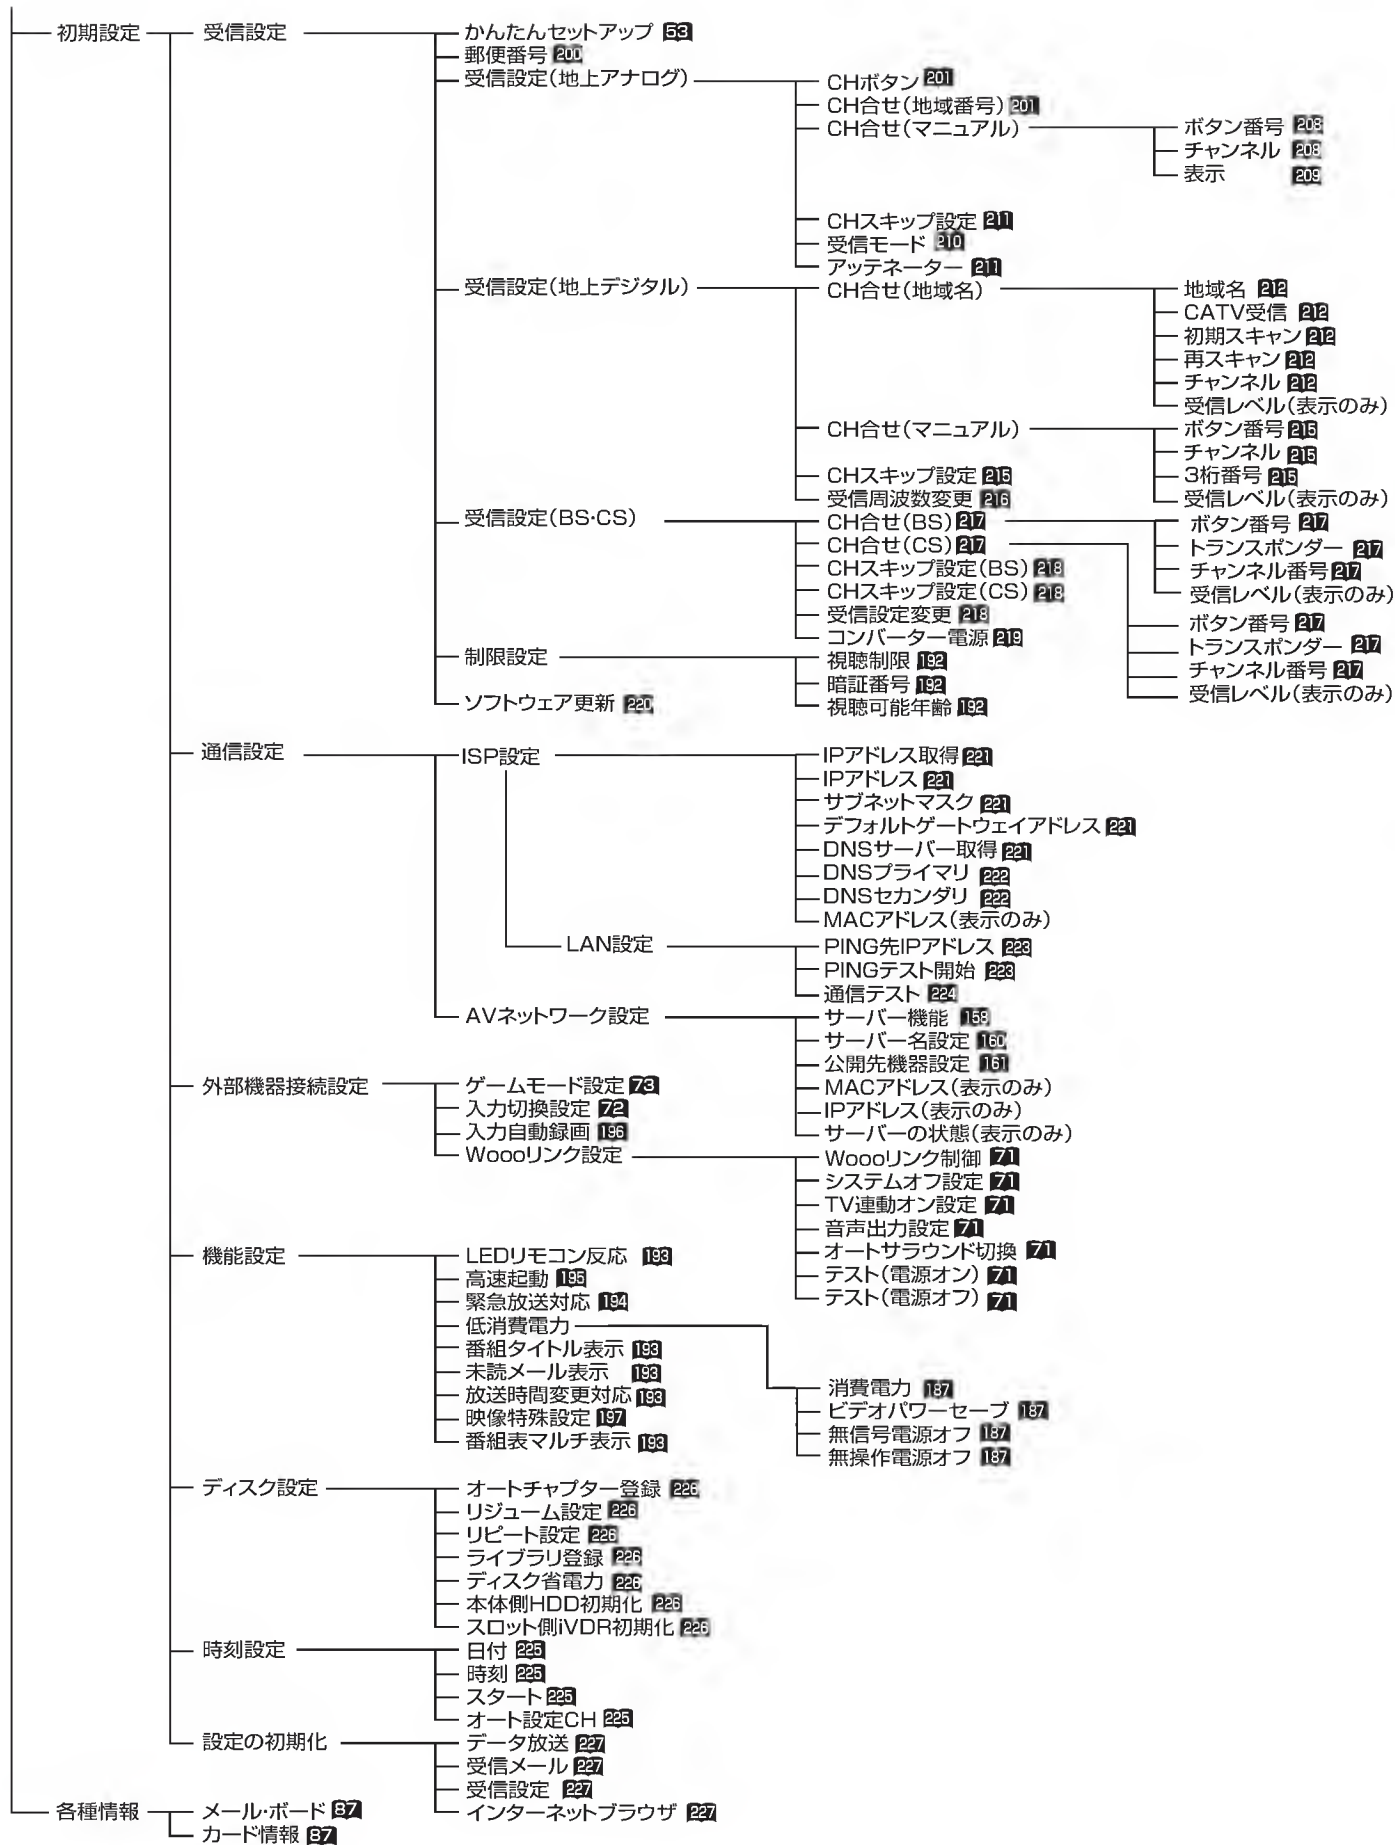 初期設定
受信設定
かんたんセットアップ 53
郵便番号 200
受信設定(地上アナログ)
CHボタン 201
CH合せ(地域番号) 201
CH合せ(マニュアル)
ボタン番号 208
チャンネル 208
表示 209
CHスキップ設定 211
受信モード 210
アッテネーター 211
受信設定(地上デジタル)
CH合せ(地域名)
地域名 212
CATV受信 212
初期スキャン 212
再スキャン 212
チャンネル 212
受信レベル(表示のみ)
CH合せ(マニュアル)
ボタン番号 215
チャンネル 215
3桁番号 215
受信レベル(表示のみ)
CHスキップ設定 215
受信周波数変更 216
受信設定(BS・CS)
CH合せ(BS) 217
ボタン番号 217
トランスポンダー 217
チャンネル番号 217
受信レベル(表示のみ)
CH合せ(CS) 217
ボタン番号 217
トランスポンダー 217
チャンネル番号 217
受信レベル(表示のみ)
CHスキップ設定(BS) 218
CHスキップ設定(CS) 218
受信設定変更 218
コンバーター電源 219
制限設定
視聴制限 192
暗証番号 192
視聴可能年齢 192
ソフトウェア更新 220
通信設定
ISP設定
IPアドレス取得 221
IPアドレス 221
サブネットマスク 221
デフォルトゲートウェイアドレス 221
DNSサーバー取得 221
DNSプライマリ 222
DNSセカンダリ 222
MACアドレス(表示のみ)
LAN設定
PING先IPアドレス 223
PINGテスト開始 223
通信テスト 224
AVネットワーク設定
サーバー機能 158
サーバー名設定 160
公開先機器設定 161
MACアドレス(表示のみ)
IPアドレス(表示のみ)
サーバーの状態(表示のみ)
外部機器接続設定
ゲームモード設定 73
入力切換設定 72
入力自動録画 196
Woooリンク設定
Woooリンク制御 71
システムオフ設定 71
TV連動オン設定 71
音声出力設定 71
オートサラウンド切換 71
テスト(電源オン) 71
テスト(電源オフ) 71
機能設定
LEDリモコン反応 193
高速起動 195
緊急放送対応 194
低消費電力
消費電力 187
ビデオパワーセーブ 187
無信号電源オフ 187
無操作電源オフ 187
番組タイトル表示 193
未読メール表示 193
放送時間変更対応 193
映像特殊設定 197
番組表マルチ表示 193
ディスク設定
オートチャプター登録 226
リジューム設定 226
リピート設定 226
ライブラリ登録 226
ディスク省電力 226
本体側HDD初期化 226
スロット側iVDR初期化 226
時刻設定
日付 225
時刻 225
スタート 225
オート設定CH 225
設定の初期化
データ放送 227
受信メール 227
受信設定 227
インターネットブラウザ 227
各種情報
メール・ボード 87
カード情報 87